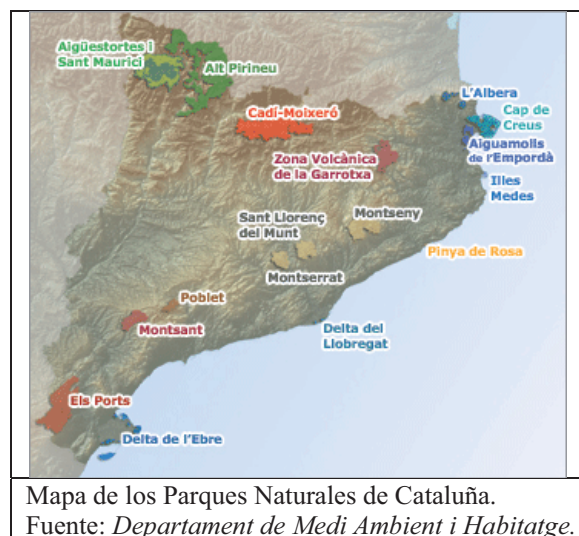 Aigüestortes i
Sant Maurici
Alt Pirineu
L'Albera
Cap de
Creus
Cadí-Moixeró
Aiguamolls
de l'Empordà
Zona Volcànica
de la Garrotxa
Illes
Medes
Sant Llorenç
del Munt
Montseny
Pinya de Rosa
Montserrat
Poblet
Montsant
Delta del
Llobregat
Els Ports
Delta de l'Ebre
Mapa de los Parques Naturales de Cataluña.
Fuente: Departament de Medi Ambient i Habitatge.